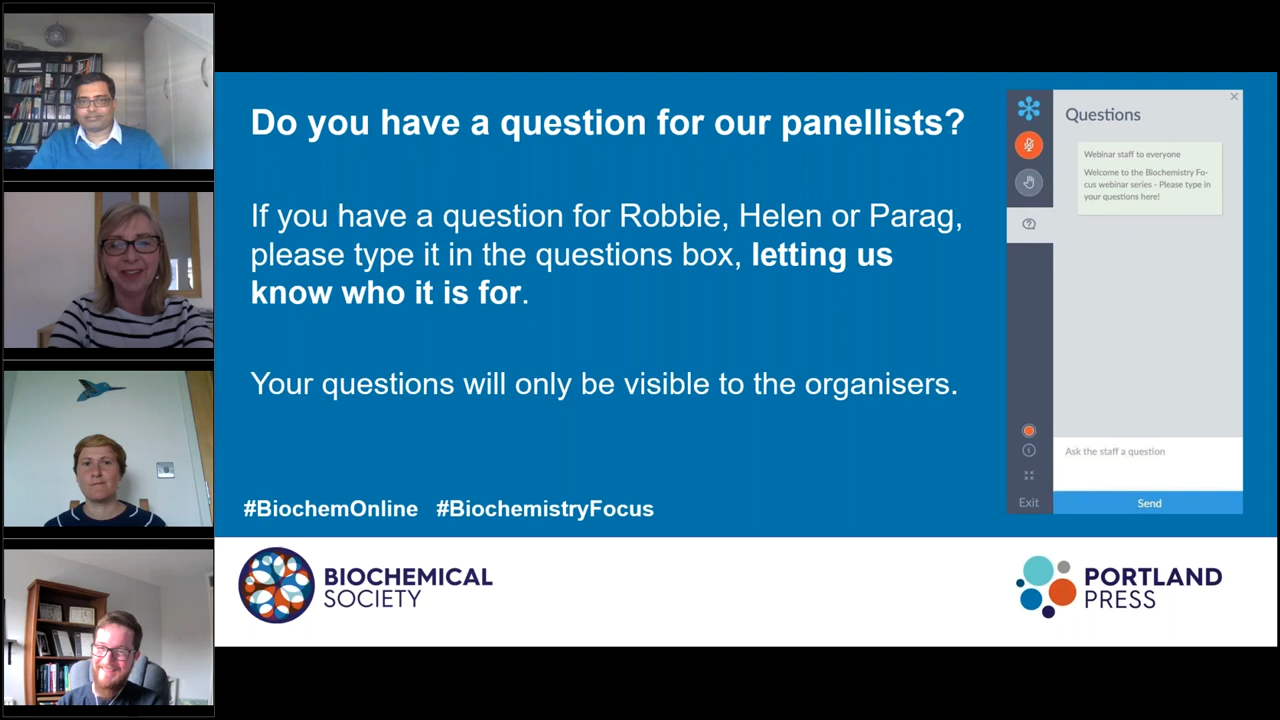 Do you have a question for our panellists?
If you have a question for Robbie, Helen or Parag,
please type it in the questions box, letting us
know who it is for.
Your questions will only be visible to the organisers.
#BiochemOnline #BiochemistryFocus
Questions
Webinar staff to everyone
Welcome to the Biochemistry Fo-
cus webinar series - Please type in
your questions here!
Ask the staff a question
Exit
Send
BIOCHEMICAL
SOCIETY
PORTLAND
PRESS